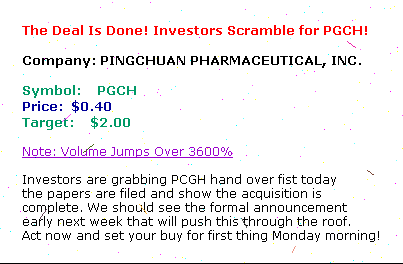 The Deal Is Done! Investors Scramble for PGCH!
Company: PINGCHUAN PHARMACEUTICAL, INC.
Symbol: PGCH
Price: $0.40
Target: $2.00
Note: Volume Jumps Over 3600%
Investors are grabbing PCGH hand over fist today
the papers are filed and show the acquisition is
complete. We should see the formal announcement
early next week that will push this through the roof.
Act now and set your buy for first thing Monday morning!